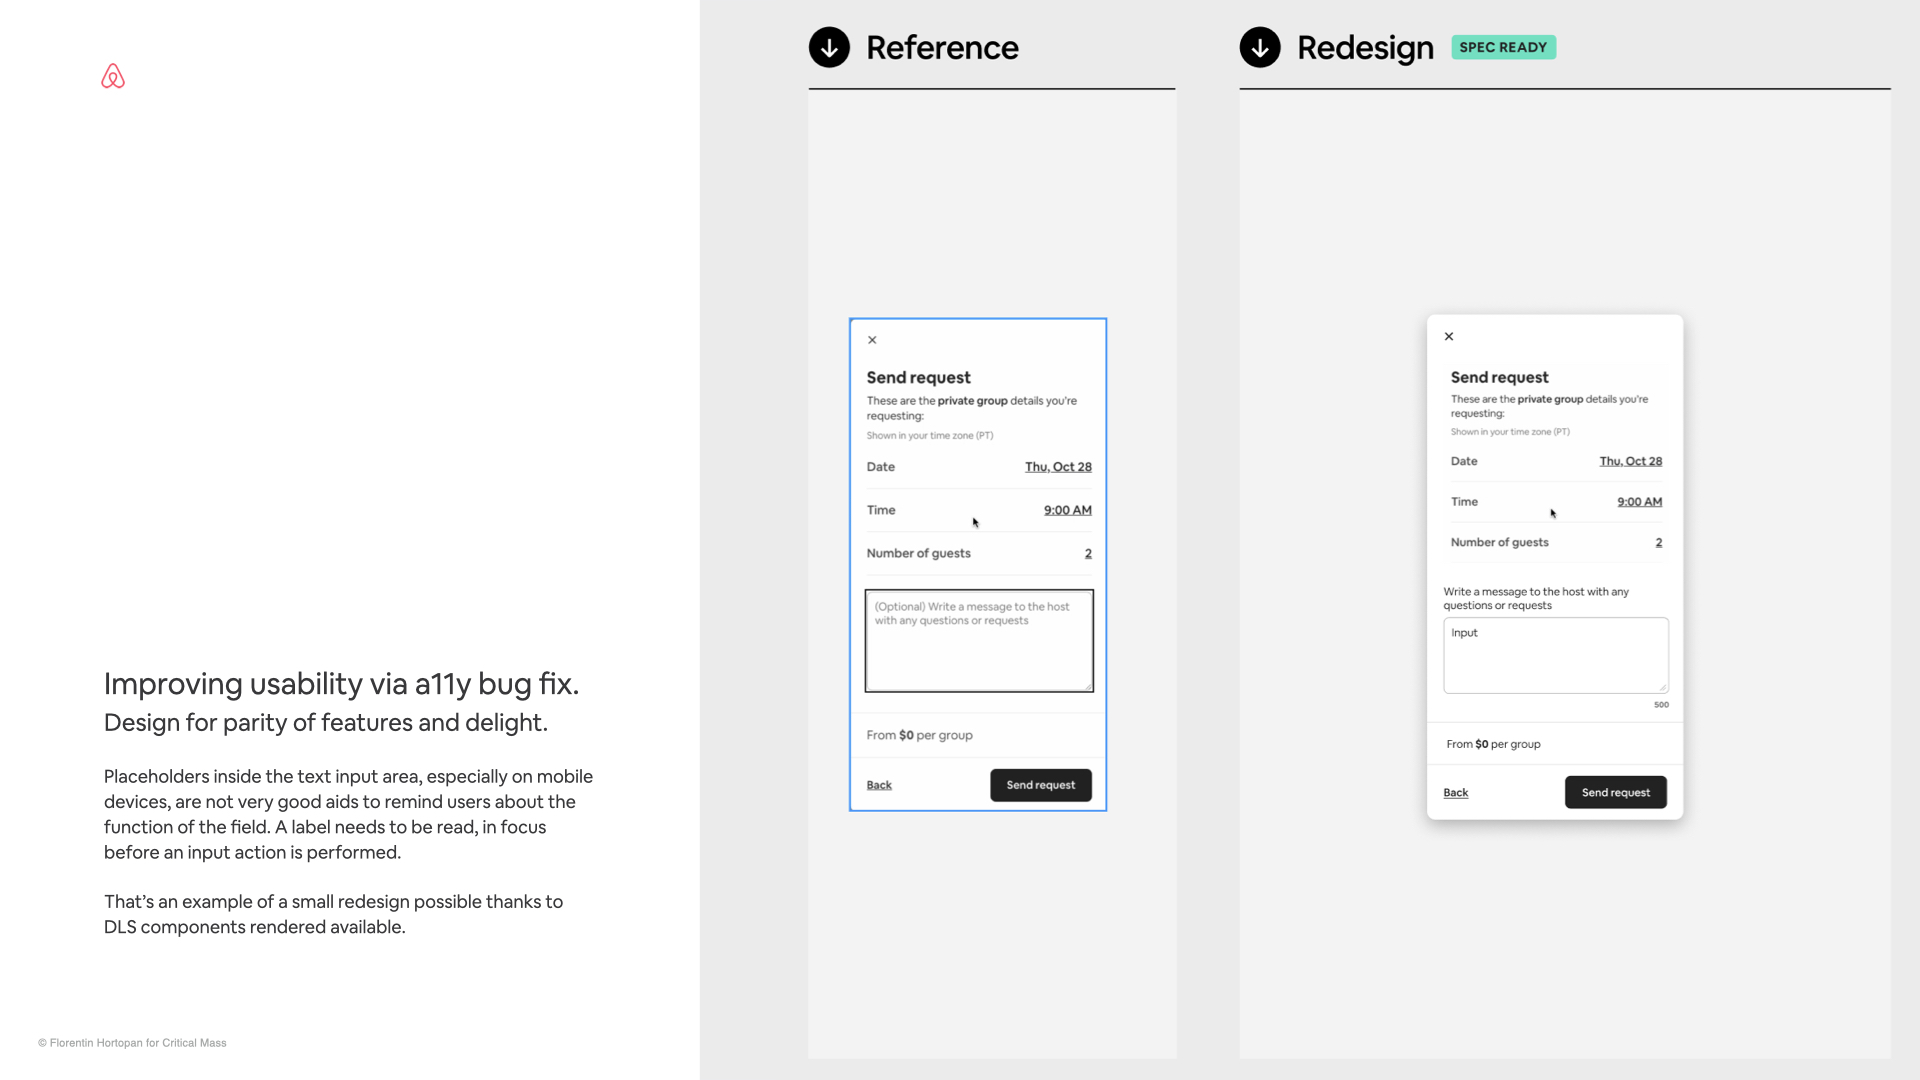 Improving usability via a11y bug fix.
Design for parity of features and delight.
Placeholders inside the text input area, especially on mobile
devices, are not very good aids to remind users about the
function of the field. A label needs to be read, in focus
before an input action is performed.
That’s an example of a small redesign possible thanks to
DLS components rendered available.
© Florentin Hortopan for Critical Mass
Reference
Send request
These are the private group details you're
requesting:
Shown in your time zone (PT)
Date Thu, Oct 28
Time 9:00 AM
Number of guests 2
(Optional) Write a message to the host
with any questions or requests
From $0 per group
Back Send request
Redesign SPEC READY
Send request
These are the private group details you're
requesting:
Shown in your time zone (PT)
Date Thu, Oct 28
Time 9:00 AM
Number of guests 2
Write a message to the host with any
questions or requests
Input
500
From $0 per group
Back Send request